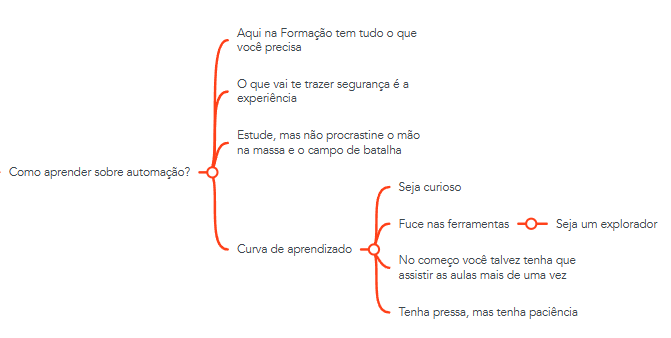 Aqui na Formação tem tudo o que
você precisa
O que vai te trazer segurança é a
experiência
Estude, mas não procrastine o mão
na massa e o campo de batalha
Como aprender sobre automação?
Seja curioso
Fuce nas ferramentas
Seja um explorador
Curva de aprendizado
No começo você talvez tenha que
assistir as aulas mais de uma vez
Tenha pressa, mas tenha paciência